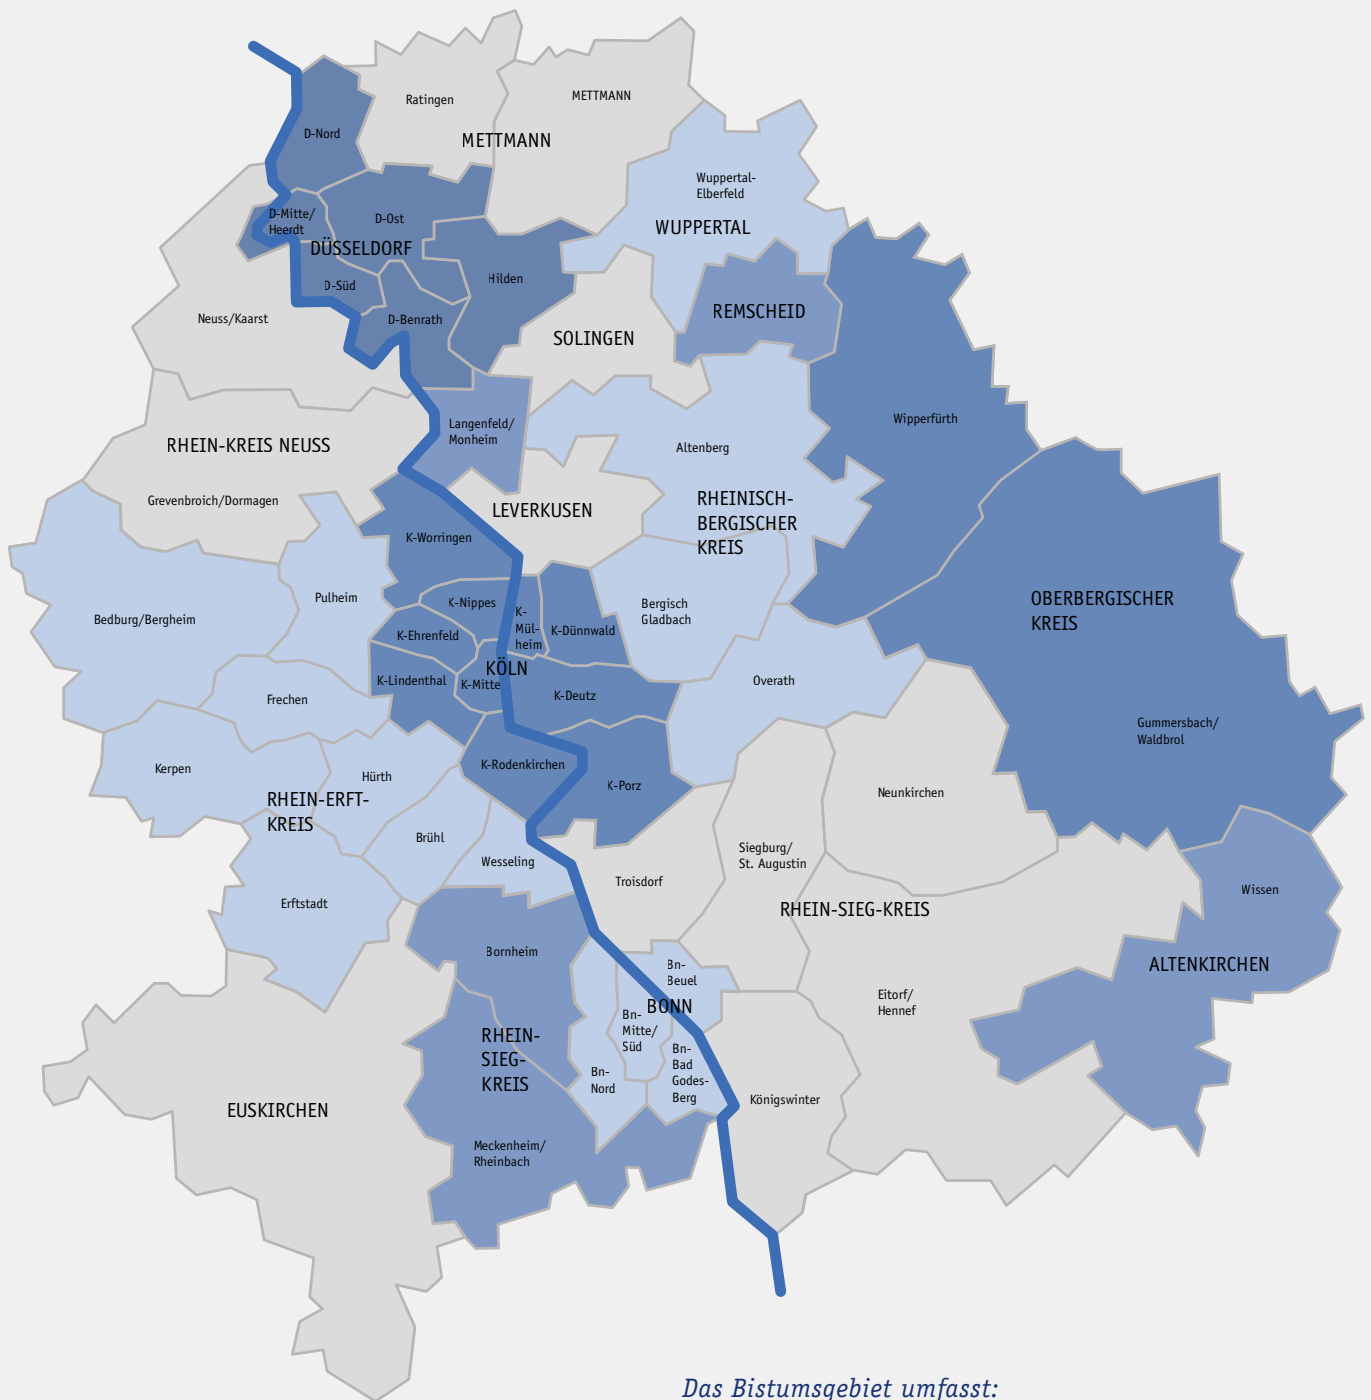 Ratingen
METTMANN
D-Nord
METTMANN
Wuppertal-
Elberfeld
D-Mitte/
Heerdt
D-Ost
WUPPERTAL
DÜSSELDORF
Hilden
D-Süd
REMSCHEID
Neuss/Kaarst
D-Benrath
SOLINGEN
Wipperfürth
Langenfeld/
Monheim
RHEIN-KREIS NEUSS
Altenberg
Grevenbroich/Dormagen
LEVERKUSEN
RHEINISCH-
BERGISCHER
KREIS
K-Worringen
Pulheim
K-Nippes
K-
Mül-
heim
K-Dünnwald
Bergisch
Gladbach
OBERBERGISCHER
KREIS
Bedburg/Bergheim
K-Ehrenfeld
KÖLN
K-Lindenthal
K-Mitte
K-Deutz
Overath
Frechen
Gummersbach/
Waldbrol
Kerpen
Hürth
K-Rodenkirchen
K-Porz
Neunkirchen
RHEIN-ERFT-
KREIS
Brühl
Wesseling
Siegburg/
St. Augustin
Troisdorf
Wissen
Erftstadt
RHEIN-SIEG-KREIS
Bornheim
Bn-
Beuel
ALTENKIRCHEN
BONN
Eitorf/
Hennef
Bn-
Mitte/
Süd
RHEIN-
SIEG-
KREIS
Bn-
Bad
Godes-
Berg
Bn-
Nord
Königswinter
EUSKIRCHEN
Meckenheim/
Rheinbach
Das Bistumsgebiet umfasst: